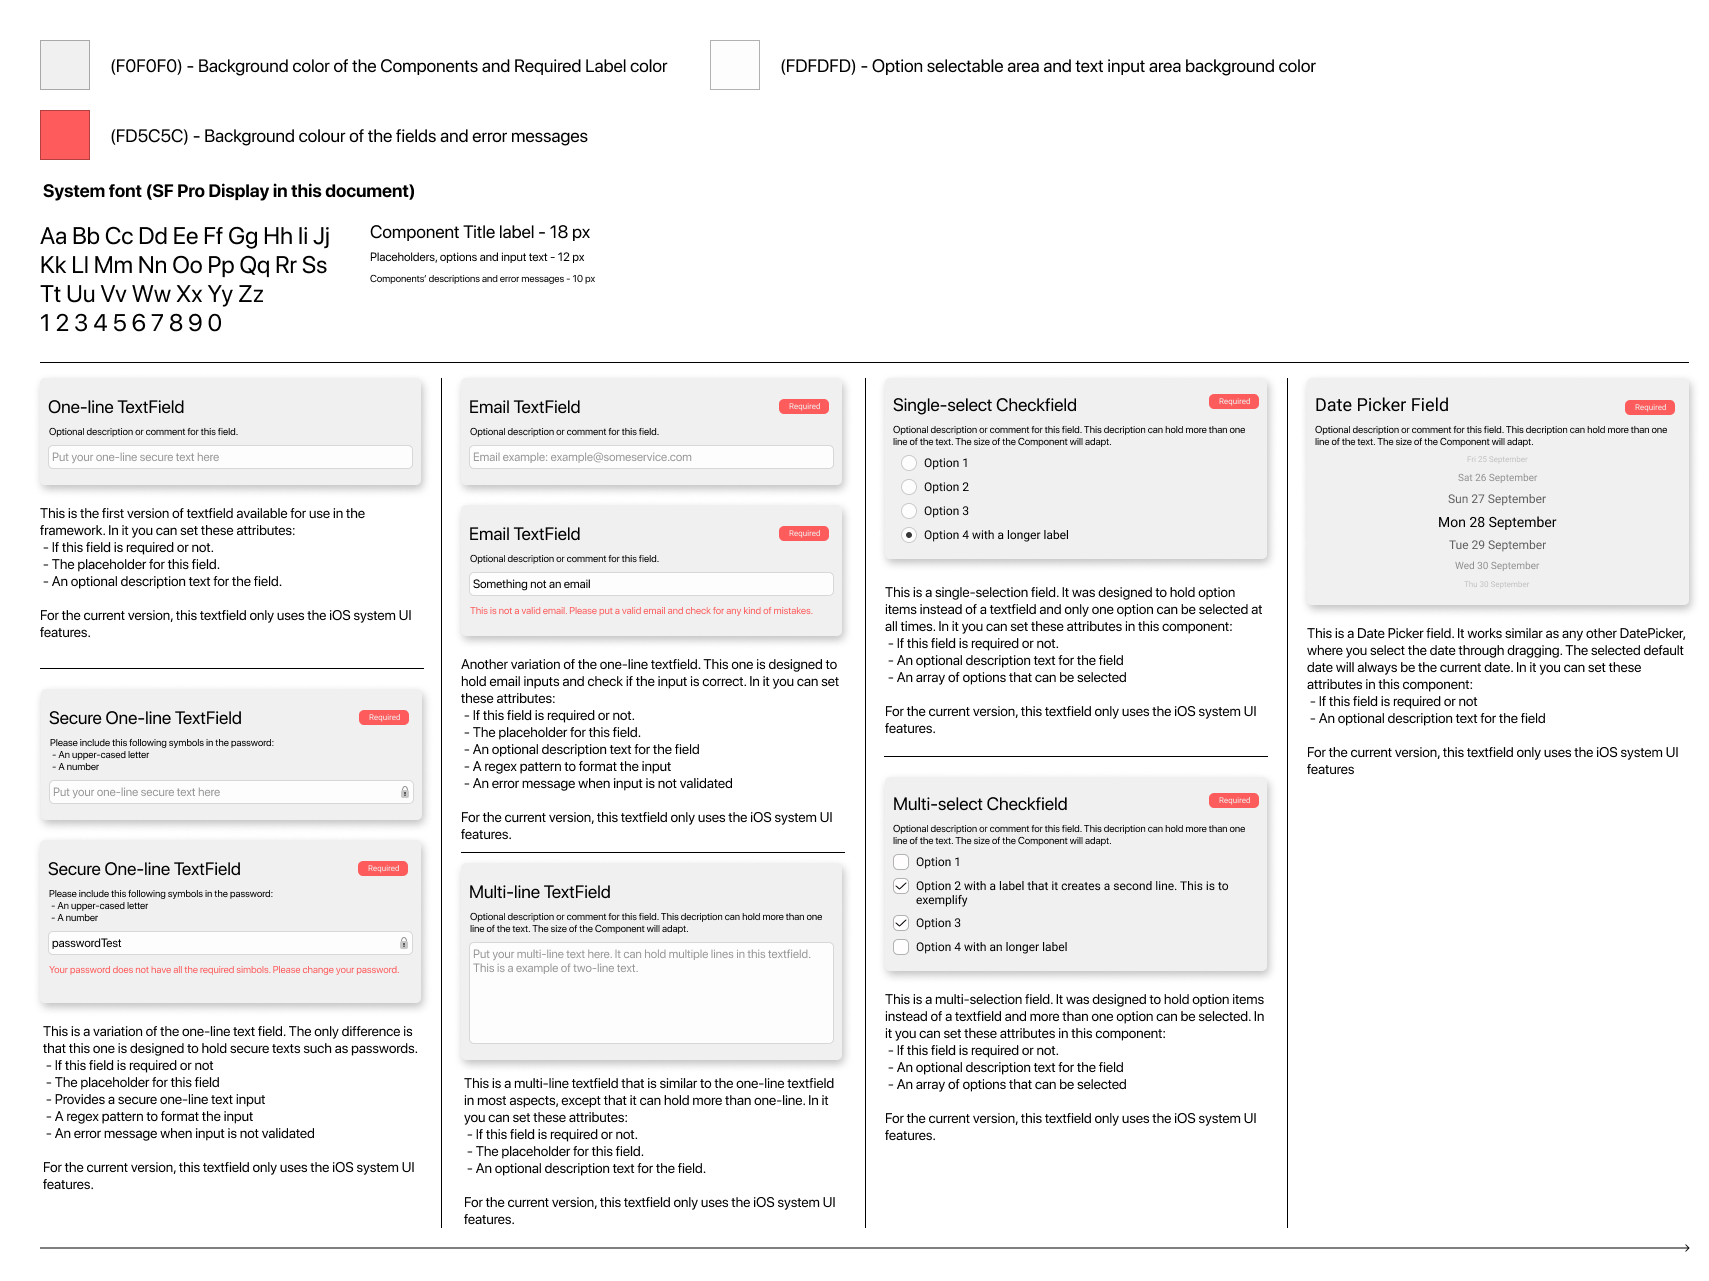 (F0F0F0) - Background color of the Components and Required Label color
(FDFDFD) - Option selectable area and text input area background color
(FD5C5C) - Background colour of the fields and error messages
System font (SF Pro Display in this document)
Aa Bb Cc Dd Ee Ff Gg Hh Ii Jj
Kk Ll Mm Nn Oo Pp Qq Rr Ss
Tt Uu Vv Ww Xx Yy Zz
1 2 3 4 5 6 7 8 9 0
Component Title label - 18 px
Placeholders, options and input text - 12 px
Components' descriptions and error messages - 10 px
One-line TextField
Optional description or comment for this field.
Put your one-line secure text here
This is the first version of textfield available for use in the
framework. In it you can set these attributes:
- If this field is required or not.
- The placeholder for this field.
- An optional description text for the field.
For the current version, this textfield only uses the iOS system UI
features.
Secure One-line TextField
Required
Please include this following symbols in the password:
- An upper-cased letter
- A number
Put your one-line secure text here
Secure One-line TextField
Required
Please include this following symbols in the password:
- An upper-cased letter
- A number
passwordTest
Your password does not have all the required simbols. Please change your password.
This is a variation of the one-line text field. The only difference is
that this one is designed to hold secure texts such as passwords.
- If this field is required or not
- The placeholder for this field
- Provides a secure one-line text input
- A regex pattern to format the input
- An error message when input is not validated
For the current version, this textfield only uses the iOS system UI
features.
Email TextField
Required
Optional description or comment for this field.
Email example: example@someservice.com
Email TextField
Required
Optional description or comment for this field.
Something not an email
This is not a valid email. Please put a valid email and check for any kind of mistakes.
Another variation of the one-line textfield. This one is designed to
hold email inputs and check if the input is correct. In it you can set
these attributes:
- If this field is required or not.
- The placeholder for this field.
- An optional description text for the field
- A regex pattern to format the input
- An error message when input is not validated
For the current version, this textfield only uses the iOS system UI
features.
Multi-line TextField
Optional description or comment for this field. This decription can hold more than one
line of the text. The size of the Component will adapt.
Put your multi-line text here. It can hold multiple lines in this textfield.
This is a example of two-line text.
This is a multi-line textfield that is similar to the one-line textfield
in most aspects, except that it can hold more than one-line. In it
you can set these attributes:
- If this field is required or not.
- The placeholder for this field.
- An optional description text for the field.
For the current version, this textfield only uses the iOS system UI
features.
Single-select Checkfield
Required
Optional description or comment for this field. This decription can hold more than one
line of the text. The size of the Component will adapt.
Option 1
Option 2
Option 3
Option 4 with a longer label
This is a single-selection field. It was designed to hold option
items instead of a textfield and only one option can be selected at
all times. In it you can set these attributes in this component:
- If this field is required or not.
- An optional description text for the field
- An array of options that can be selected
For the current version, this textfield only uses the iOS system UI
features.
Multi-select Checkfield
Required
Optional description or comment for this field. This decription can hold more than one
line of the text. The size of the Component will adapt.
Option 1
Option 2 with a label that it creates a second line. This is to
exemplify
Option 3
Option 4 with an longer label
This is a multi-selection field. It was designed to hold option items
instead of a textfield and more than one option can be selected. In
it you can set these attributes in this component:
- If this field is required or not.
- An optional description text for the field
- An array of options that can be selected
For the current version, this textfield only uses the iOS system UI
features.
Date Picker Field
Required
Optional description or comment for this field. This decription can hold more than one
line of the text. The size of the Component will adapt.
Fri 25 September
Sat 26 September
Sun 27 September
Mon 28 September
Tue 29 September
Wed 30 September
Thu 30 September
This is a Date Picker field. It works similar as any other DatePicker,
where you select the date through dragging. The selected default
date will always be the current date. In it you can set these
attributes in this component:
- If this field is required or not
- An optional description text for the field
For the current version, this textfield only uses the iOS system UI
features